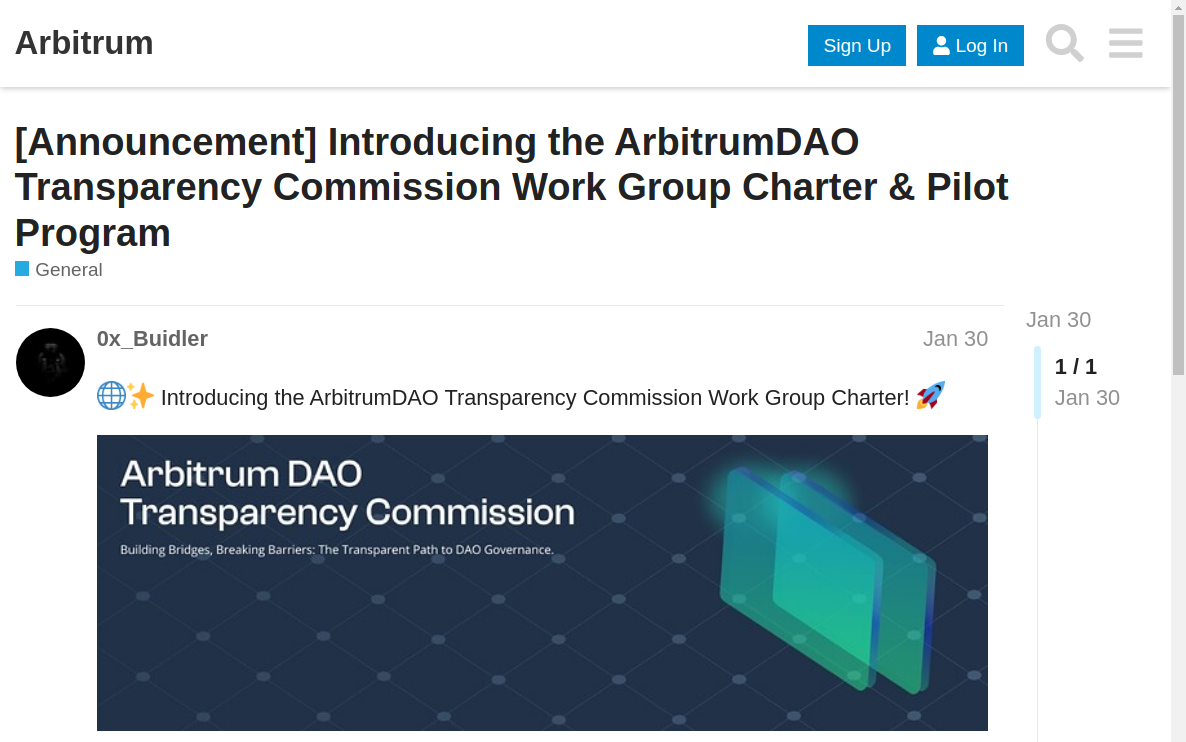 Arbitrum
Sign Up
Log In
[Announcement] Introducing the ArbitrumDAO
Transparency Commission Work Group Charter & Pilot
Program
General
Jan 30
0x_Buidler
Jan 30
1 / 1
Jan 30
Introducing the ArbitrumDAO Transparency Commission Work Group Charter!
Arbitrum DAO
Transparency Commission
Building Bridges, Breaking Barriers: The Transparent Path to DAO Governance.